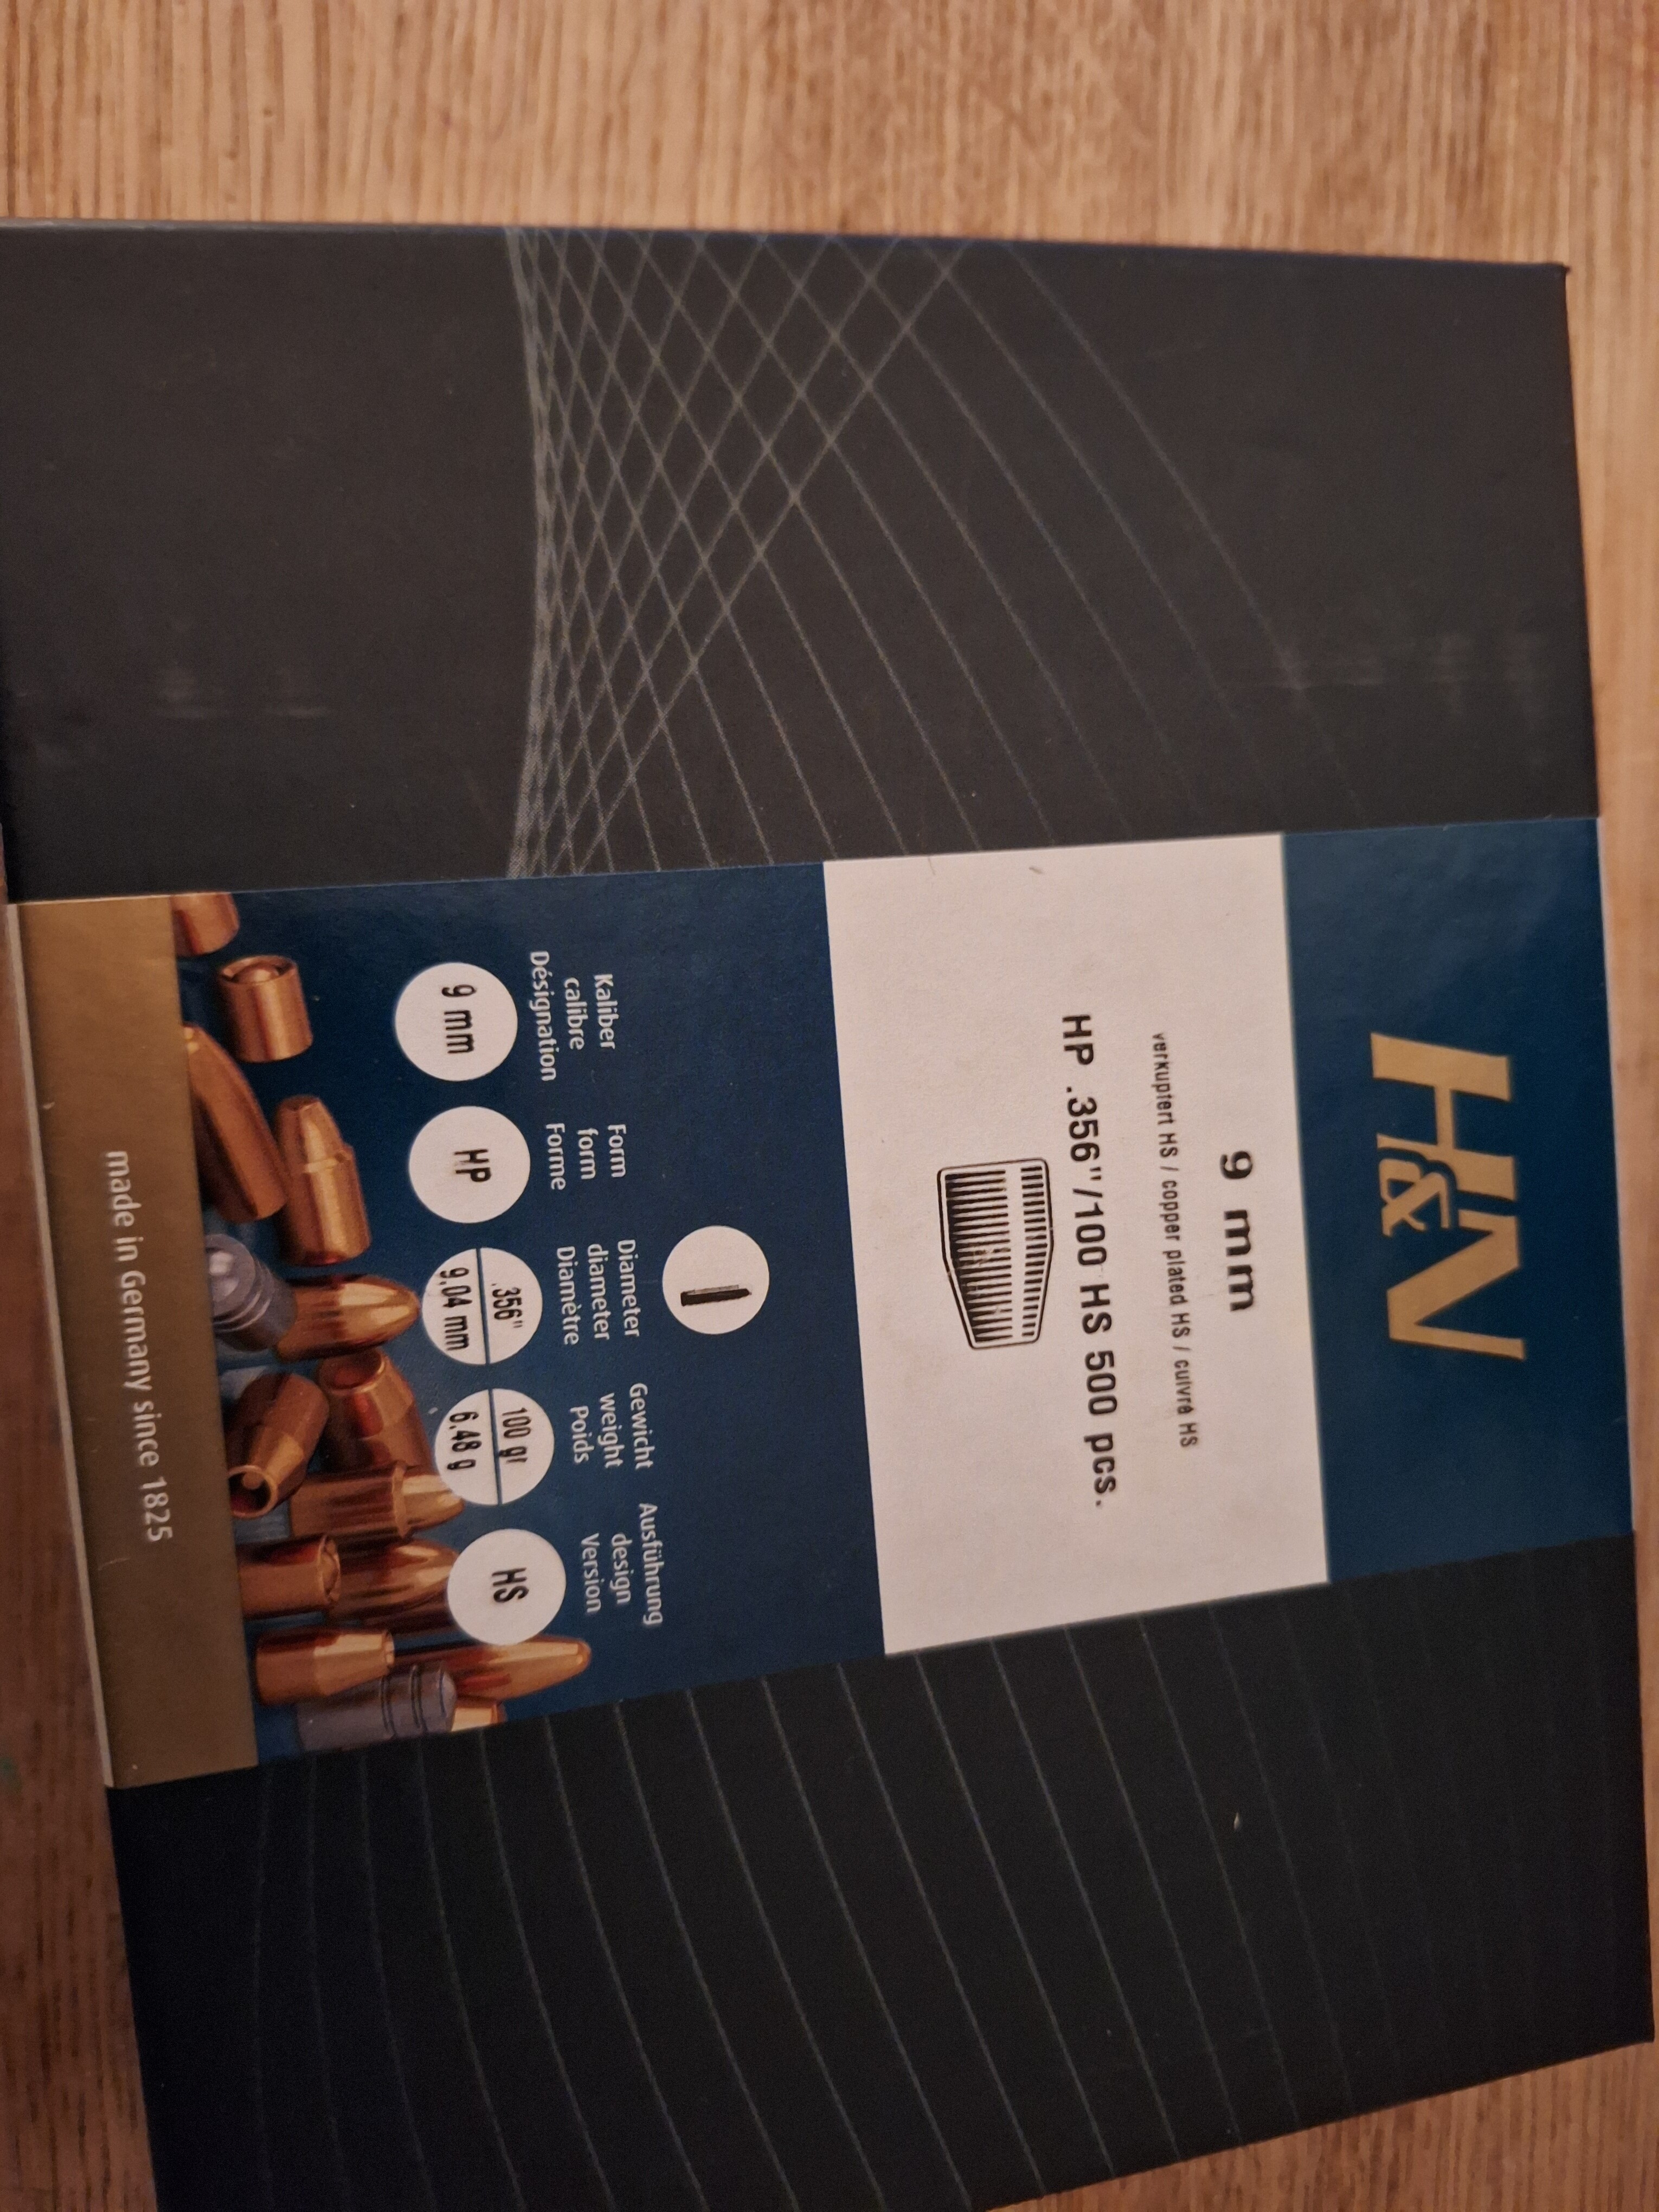 H&N
9 mm
verkupfert HS / copper plated HS / cuivré HS
HP .356"/100 HS 500 pcs.
Kaliber
calibre
Désignation
9 mm
Form
form
Forme
HP
Diameter
diameter
Diamètre
.356"
9,04 mm
Gewicht
weight
Poids
100 gr
6,48 g
Ausführung
design
Version
HS
made in Germany since 1825